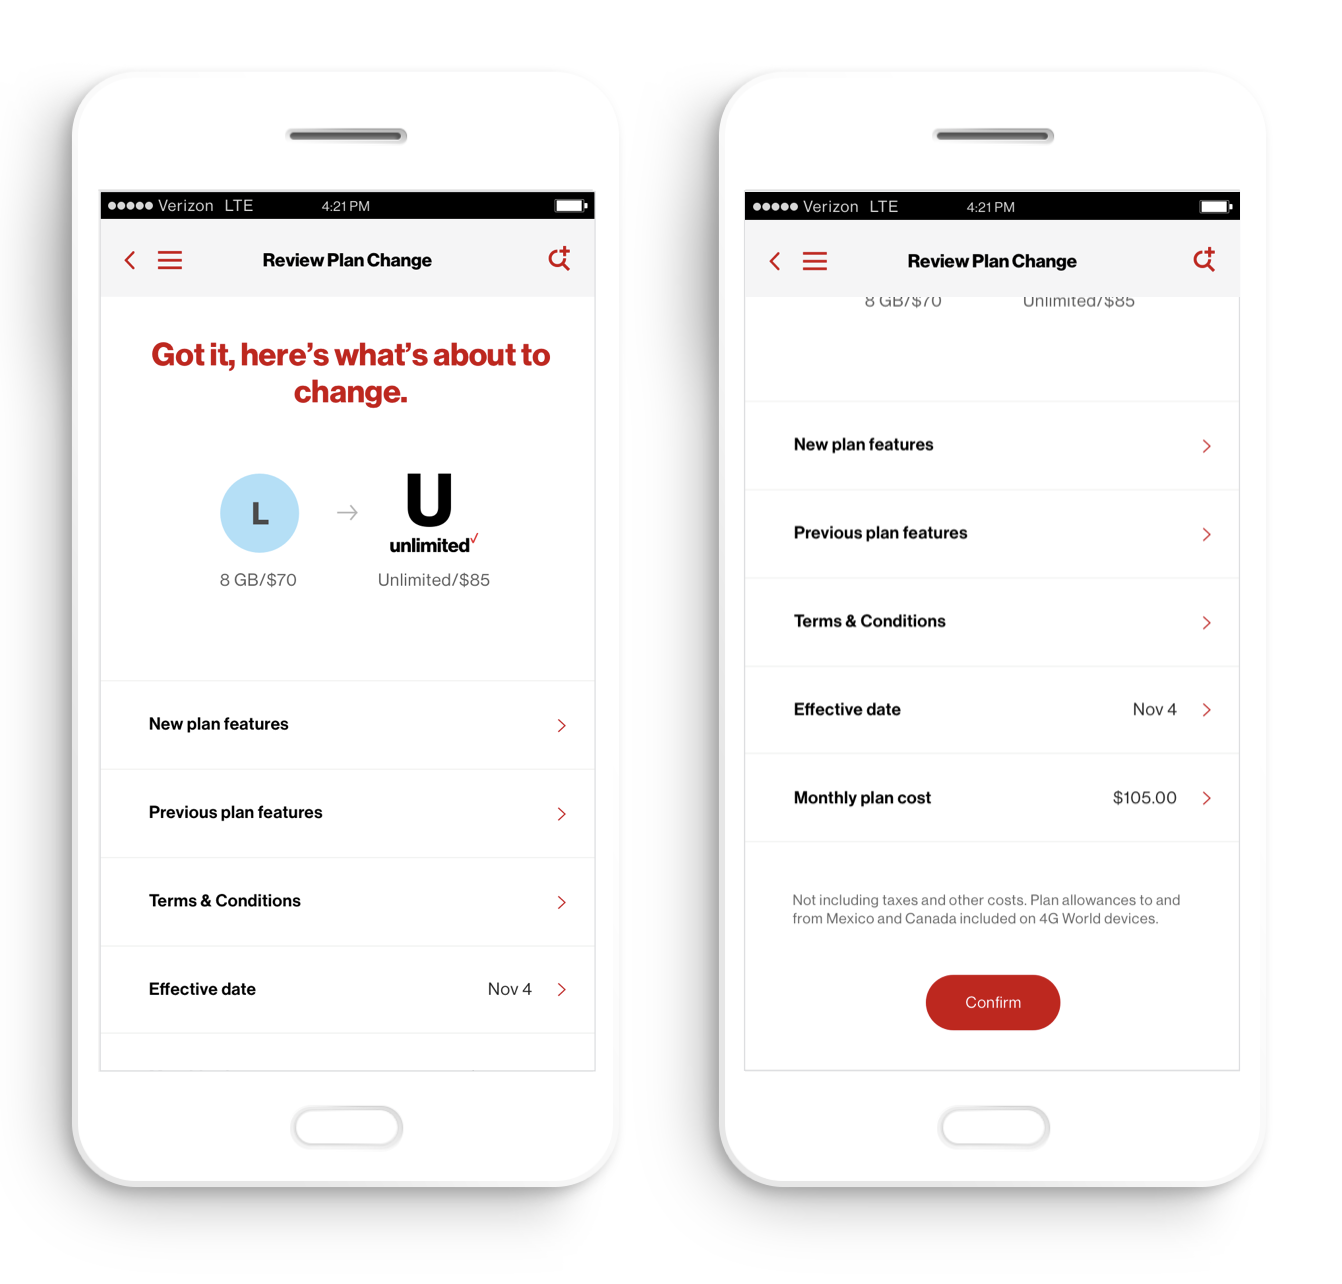 Verizon LTE 4:21 PM
Review Plan Change
Got it, here's what's about to
change.
L
U
unlimited
8 GB/$70 Unlimited/$85
New plan features
Previous plan features
Terms & Conditions
Effective date Nov 4
Verizon LTE 4:21 PM
Review Plan Change
8 GB/$70 Unlimited/$85
New plan features
Previous plan features
Terms & Conditions
Effective date Nov 4
Monthly plan cost $105.00
Not including taxes and other costs. Plan allowances to and
from Mexico and Canada included on 4G World devices.
Confirm